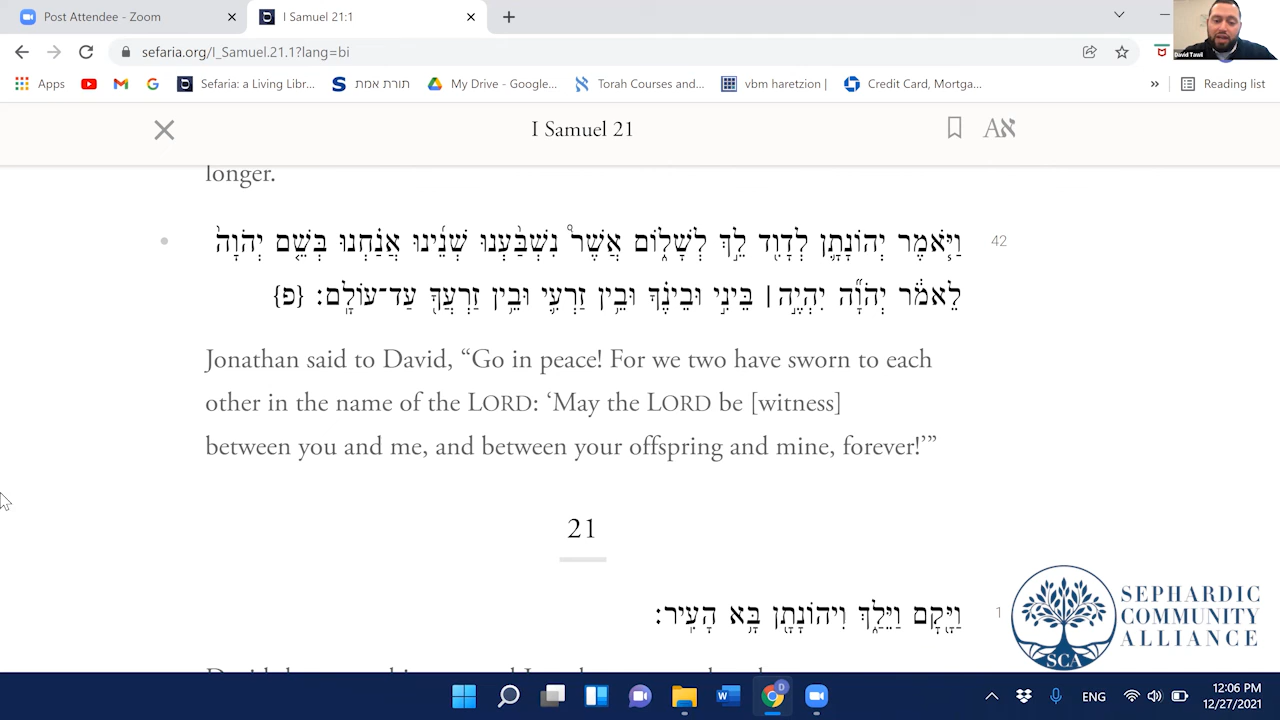 Post Attendee - Zoom
I Samuel 21:1
David Tawil
sefaria.org/I_Samuel.21.1?lang=bi
Apps
Sefaria: a Living Libr...
תורת אמת
My Drive - Google...
Torah Courses and...
vbm haretzion |
Credit Card, Mortga...
»
Reading list
I Samuel 21
Aא
longer.
42
וַיֹּ֧אמֶר יְהוֹנָתָ֛ן לְדָוִ֖ד לֵ֣ךְ לְשָׁל֑וֹם אֲשֶׁר֩ נִשְׁבַּ֨עְנוּ שְׁנֵ֜ינוּ אֲנַ֗חְנוּ בְּשֵׁ֤ם יְהֹוָה֙
לֵאמֹ֔ר יְהֹוָ֞ה יִהְיֶ֣ה ׀ בֵּינִ֣י וּבֵינֶ֗ךָ וּבֵ֥ין זַרְעִ֛י וּבֵ֥ין זַרְעֲךָ֖ עַד־עוֹלָֽם׃ {פ}
Jonathan said to David, “Go in peace! For we two have sworn to each
other in the name of the LORD: ‘May the LORD be [witness]
between you and me, and between your offspring and mine, forever!’”
21
1
וַיָּ֖קׇם וַיֵּלַ֑ךְ וִיהוֹנָתָ֖ן בָּ֥א הָעִֽיר׃
SEPHARDIC
COMMUNITY
ALLIANCE
SCA
ENG
12:06 PM
12/27/2021